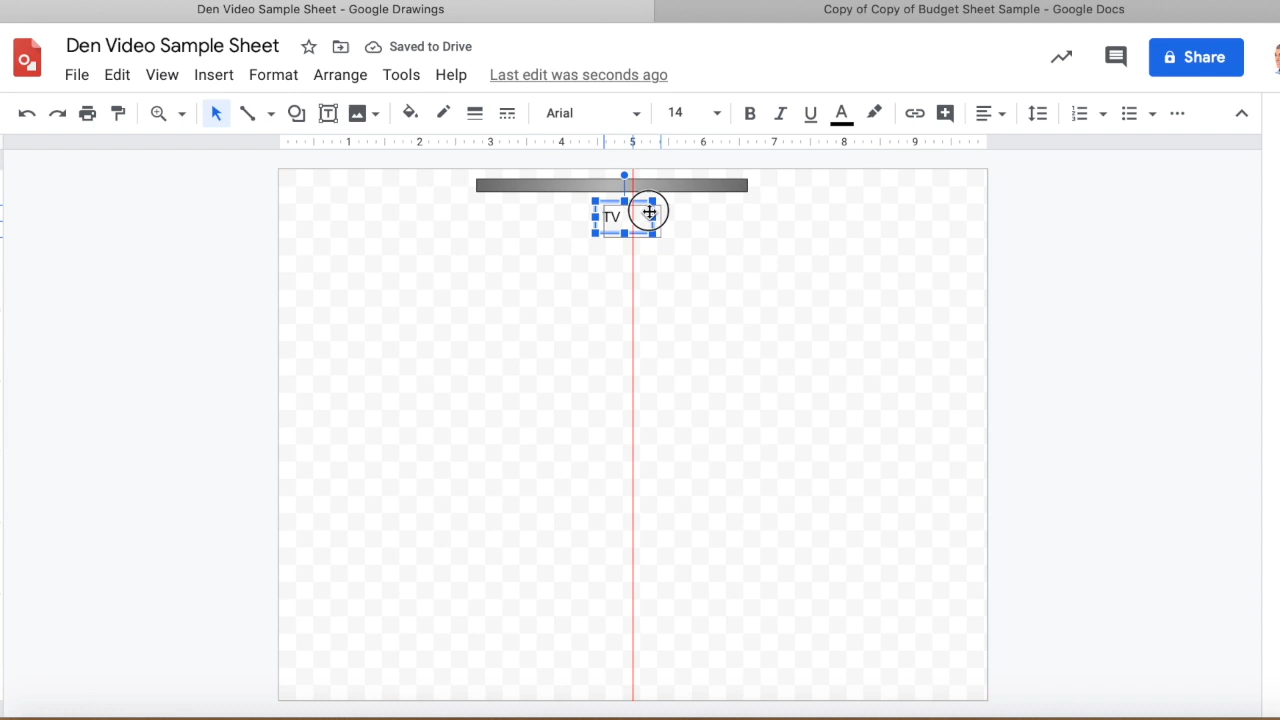 Den Video Sample Sheet - Google Drawings
Copy of Copy of Budget Sheet Sample - Google Docs
Den Video Sample Sheet
Saved to Drive
File Edit View Insert Format Arrange Tools Help Last edit was seconds ago
Share
Arial 14 B I U A
1 2 3 4 5 6 7 8 9
TV